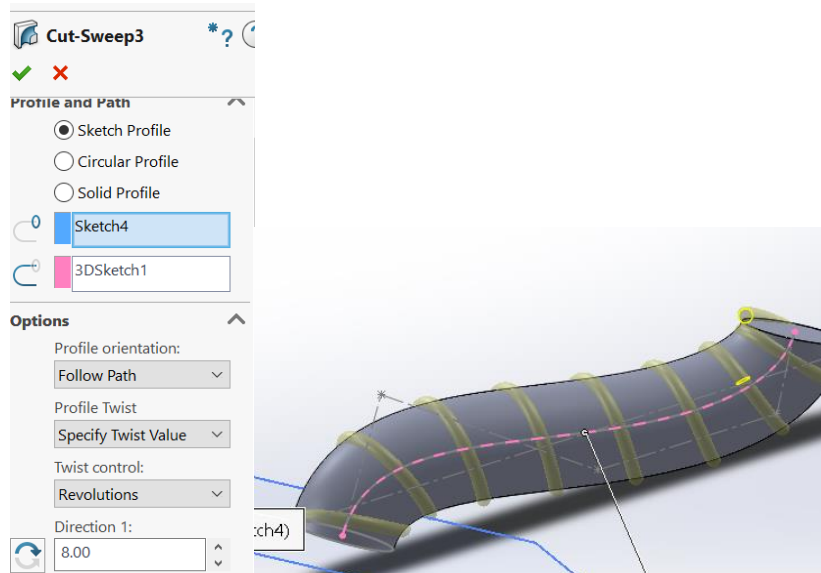 Cut-Sweep3
Profile and Path
Sketch Profile
Circular Profile
Solid Profile
Sketch4
3DSketch1
Options
Profile orientation:
Follow Path
Profile Twist
Specify Twist Value
Twist control:
Revolutions
Direction 1:
8.00
tch4)